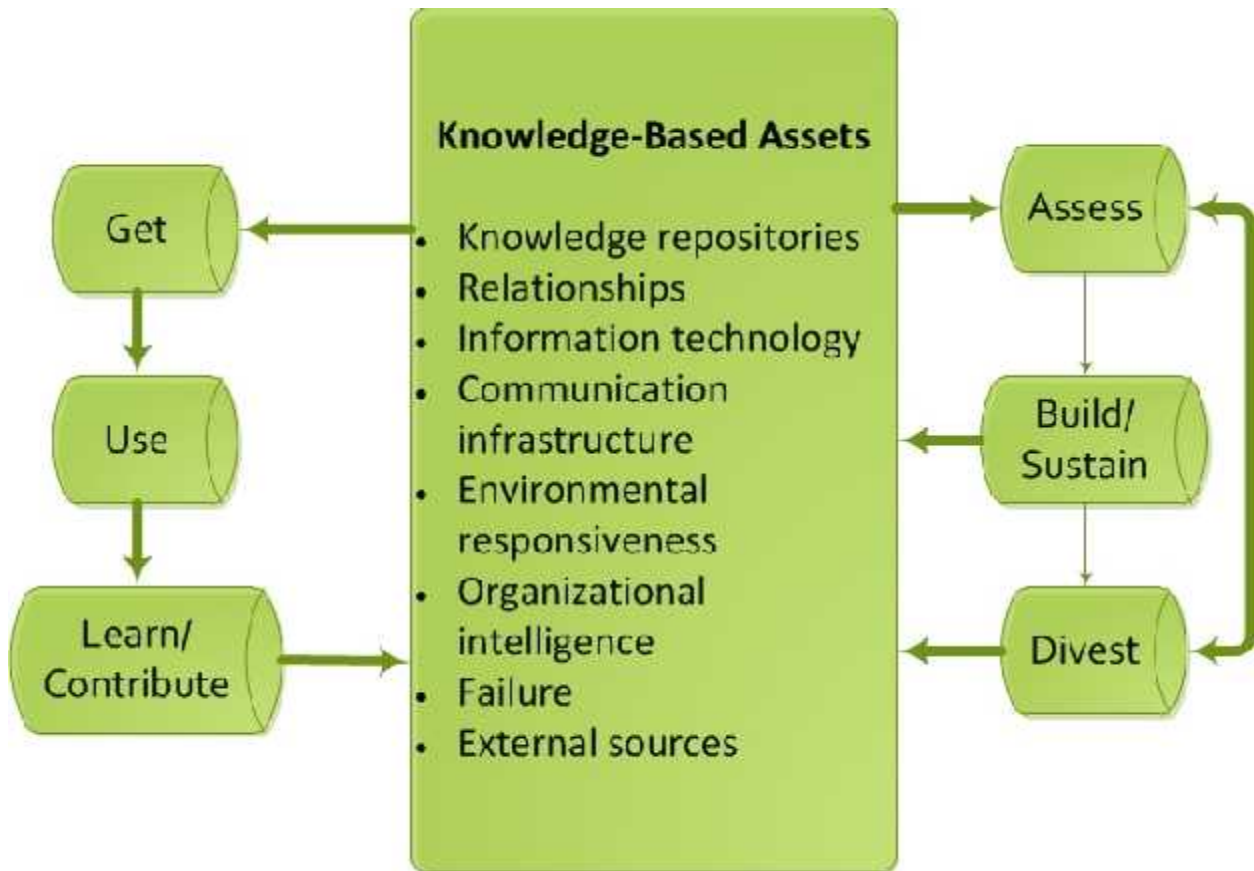 Knowledge-Based Assets
Get
Use
Learn/
Contribute
• Knowledge repositories
• Relationships
• Information technology
• Communication
infrastructure
• Environmental
responsiveness
• Organizational
intelligence
• Failure
• External sources
Assess
Build/
Sustain
Divest